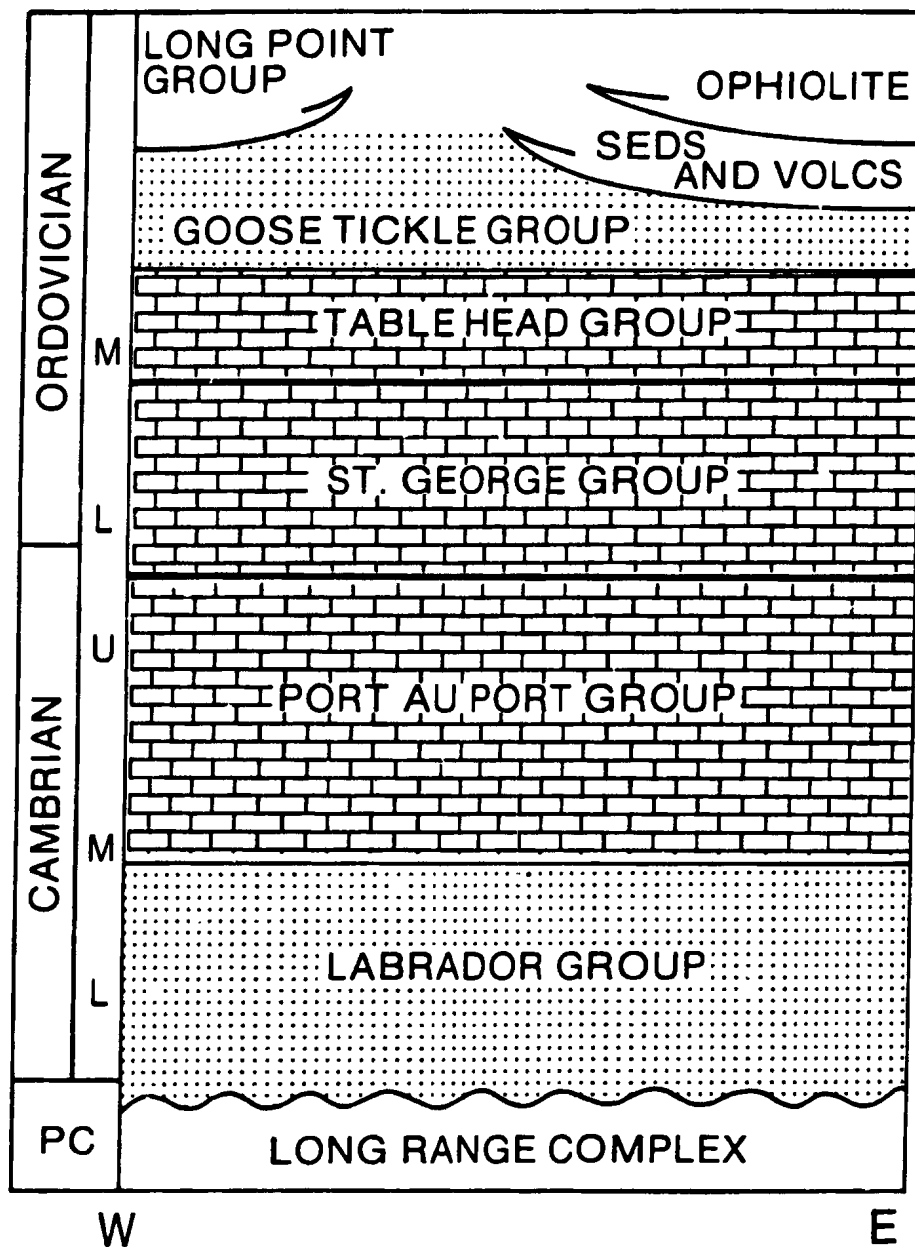 LONG POINT
GROUP
OPHIOLITE
SEDS
AND VOLCS
GOOSE TICKLE GROUP
ORDOVICIAN
M
TABLE HEAD GROUP
L
ST. GEORGE GROUP
CAMBRIAN
U
PORT AU PORT GROUP
M
L
LABRADOR GROUP
PC
LONG RANGE COMPLEX
W
E